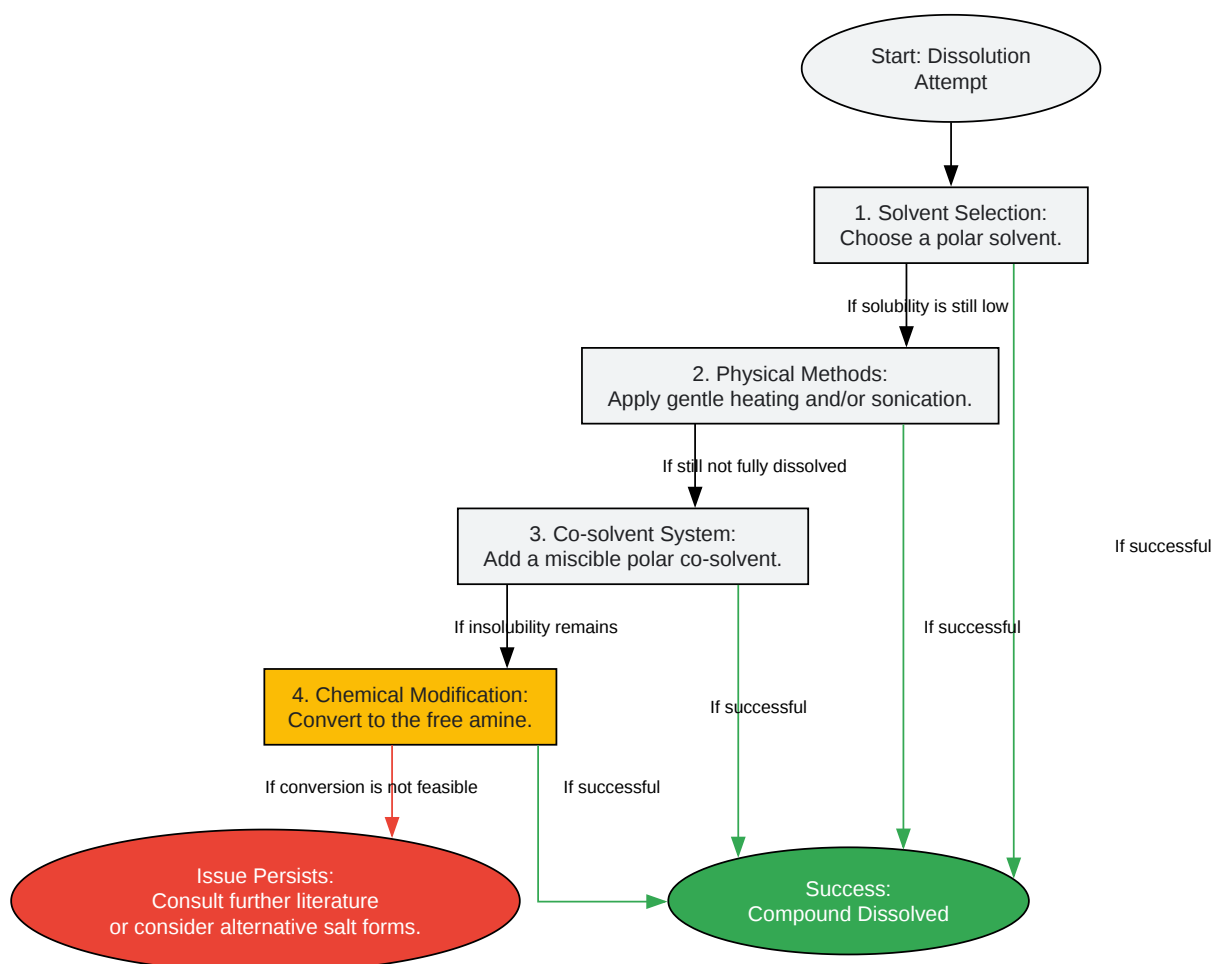 Start: Dissolution
Attempt
1. Solvent Selection:
Choose a polar solvent.
If solubility is still low
2. Physical Methods:
Apply gentle heating and/or sonication.
If still not fully dissolved
3. Co-solvent System:
Add a miscible polar co-solvent.
If successful
If insolubility remains
If successful
4. Chemical Modification:
Convert to the free amine.
If successful
If conversion is not feasible
If successful
Issue Persists:
Consult further literature
or consider alternative salt forms.
Success:
Compound Dissolved